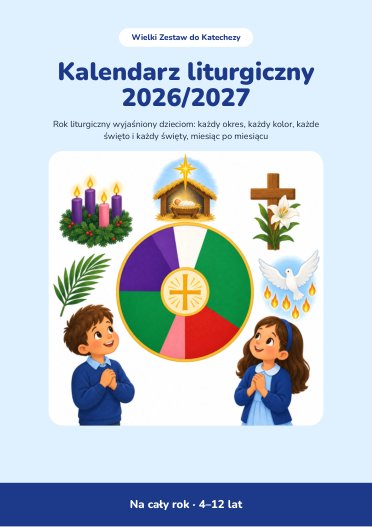 Wielki Zestaw do Katechezy
Kalendarz liturgiczny
2026/2027
Rok liturgiczny wyjaśniony dzieciom: każdy okres, każdy kolor, każde
święto i każdy święty, miesiąc po miesiącu
Na cały rok · 4–12 lat